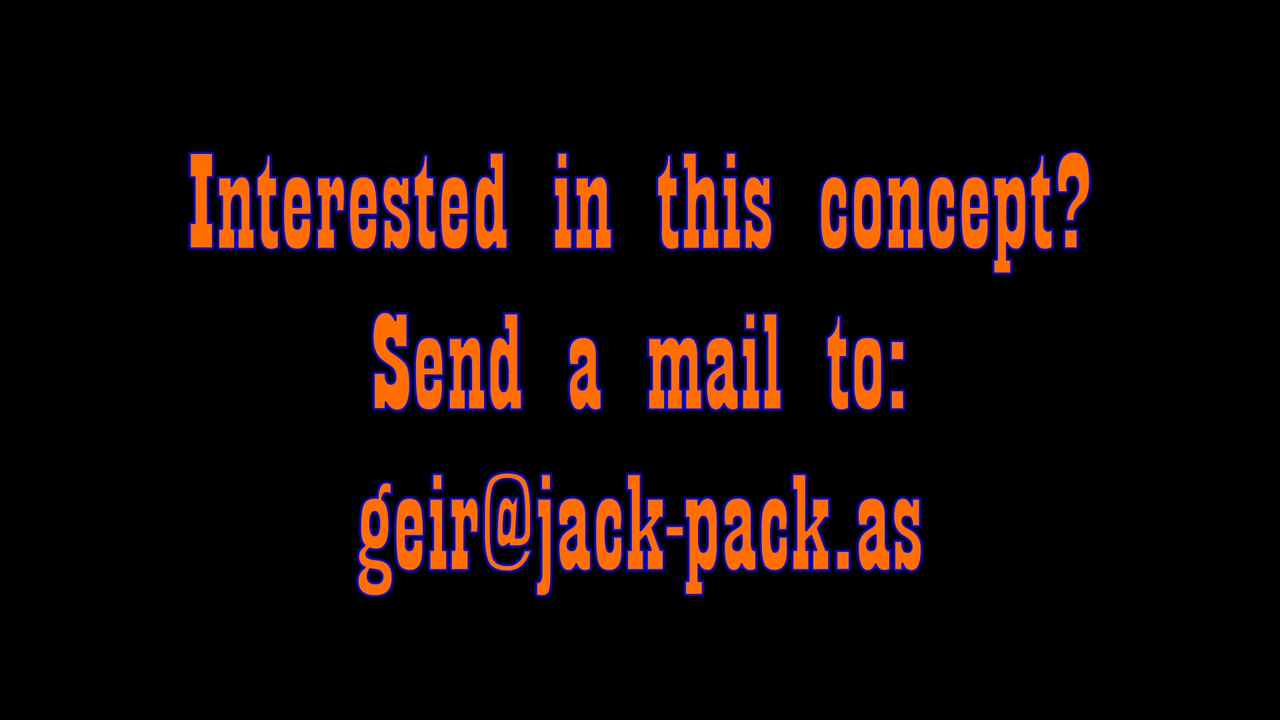 Interested in this concept?
Send a mail to:
geir@jack-pack.as